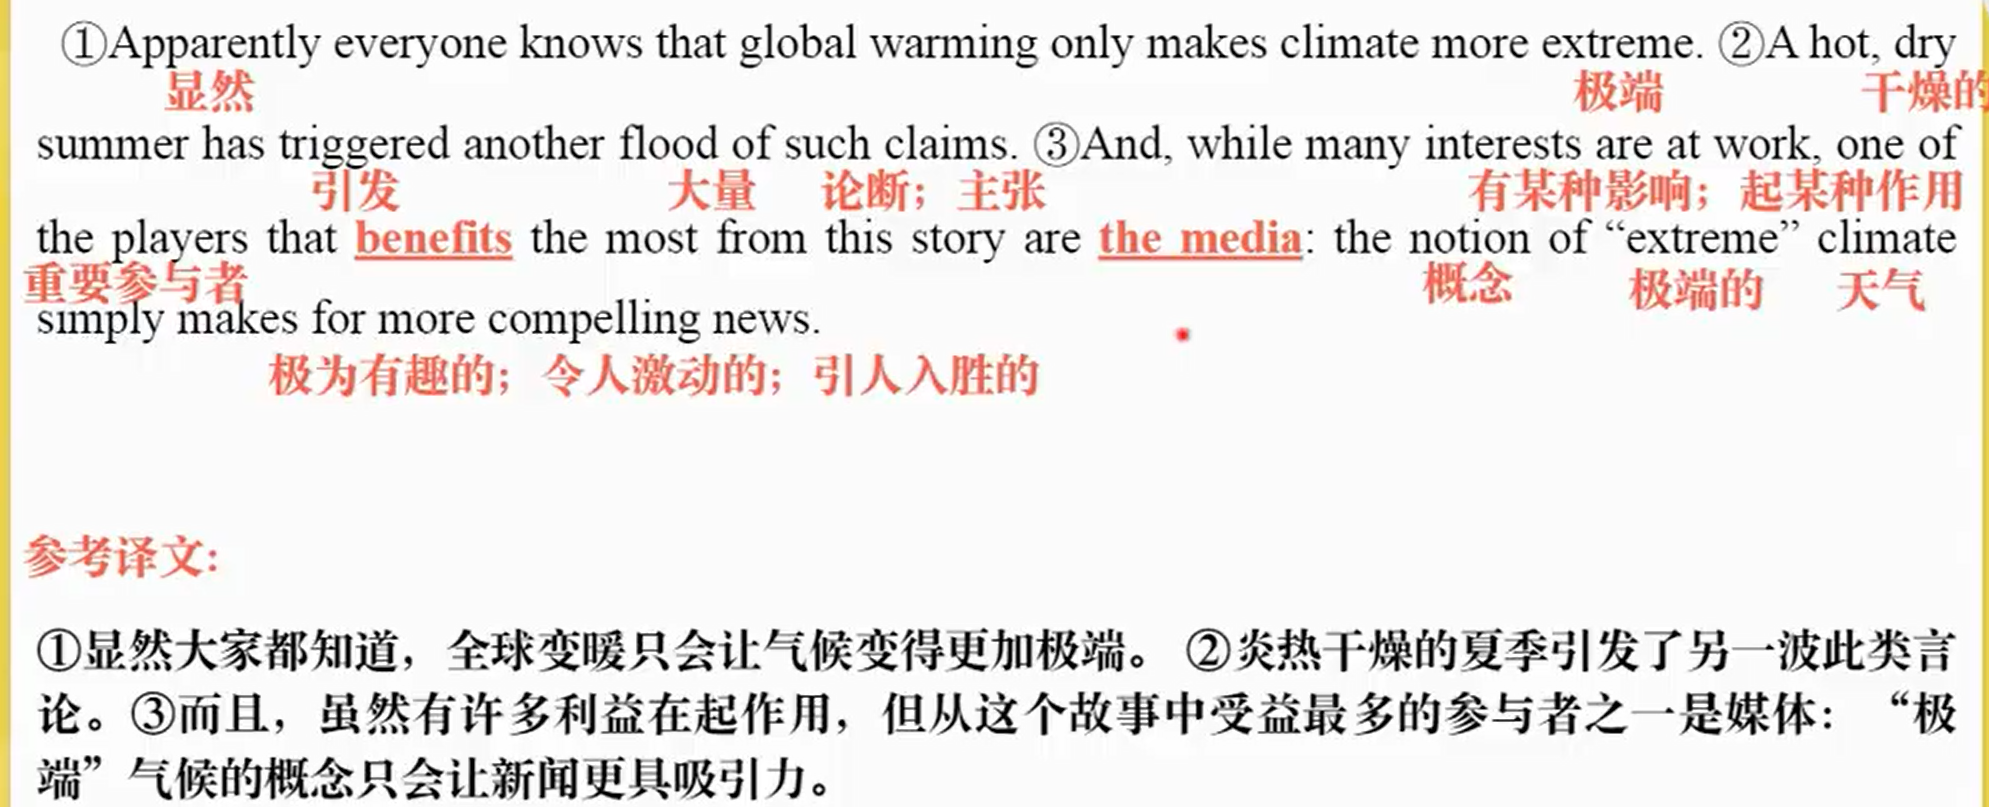 ①Apparently everyone knows that global warming only makes climate more extreme. ②A hot, dry
显然 极端 干燥的
summer has triggered another flood of such claims. ③And, while many interests are at work, one of
引发 大量 论断；主张 有某种影响；起某种作用
the players that benefits the most from this story are the media: the notion of “extreme” climate
重要参与者 概念 极端的 天气
simply makes for more compelling news.
极为有趣的；令人激动的；引人入胜的
参考译文:
①显然大家都知道，全球变暖只会让气候变得更加极端。②炎热干燥的夏季引发了另一波此类言
论。③而且，虽然有许多利益在起作用，但从这个故事中受益最多的参与者之一是媒体：“极
端”气候的概念只会让新闻更具吸引力。